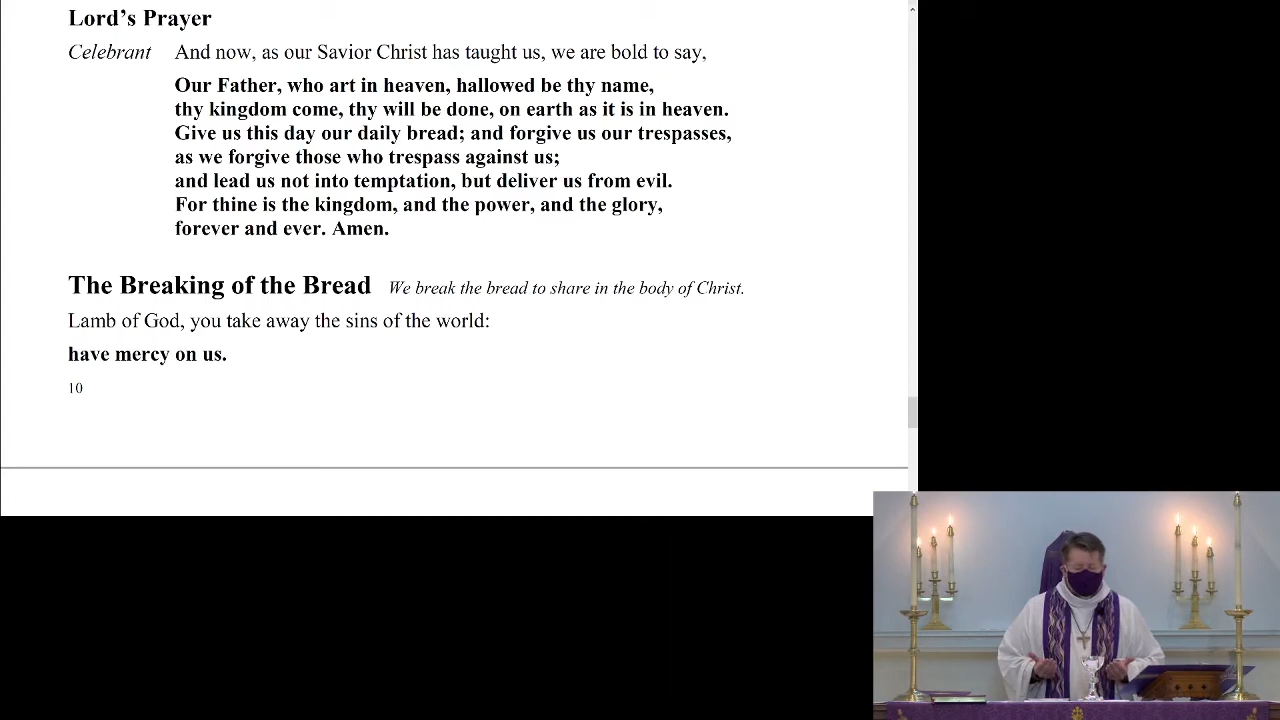 Lord's Prayer
Celebrant And now, as our Savior Christ has taught us, we are bold to say,
Our Father, who art in heaven, hallowed be thy name,
thy kingdom come, thy will be done, on earth as it is in heaven.
Give us this day our daily bread; and forgive us our trespasses,
as we forgive those who trespass against us;
and lead us not into temptation, but deliver us from evil.
For thine is the kingdom, and the power, and the glory,
forever and ever. Amen.
The Breaking of the Bread We break the bread to share in the body of Christ.
Lamb of God, you take away the sins of the world:
have mercy on us.
10